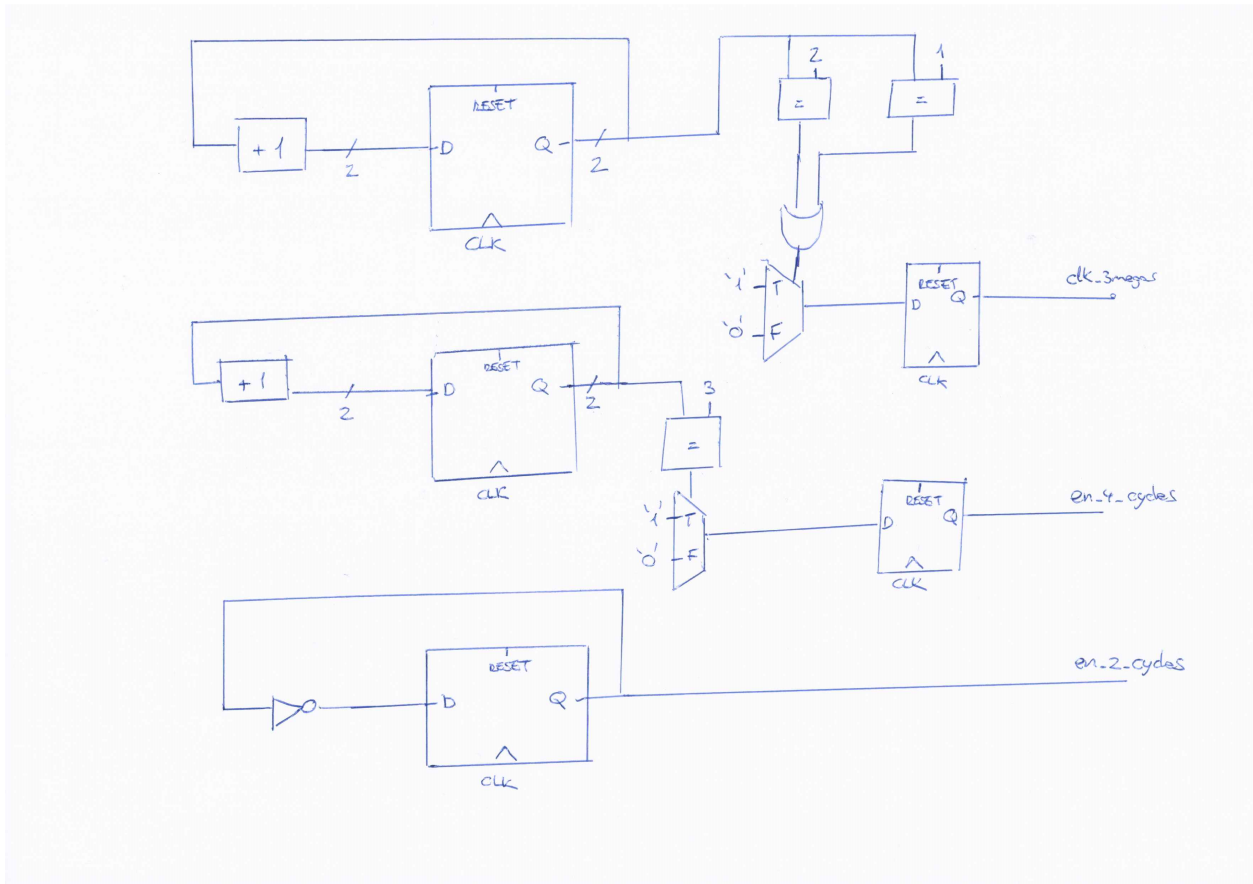 2
1
RESET
=
=
+1
D
Q
2
2
CLK
'1'
T
'0'
F
RESET
D
Q
CLK
clk_3megas
RESET
+1
D
Q
2
2
3
=
CLK
'1'
T
'0'
F
RESET
D
Q
CLK
en_4_cycles
RESET
D
Q
CLK
en_2_cycles